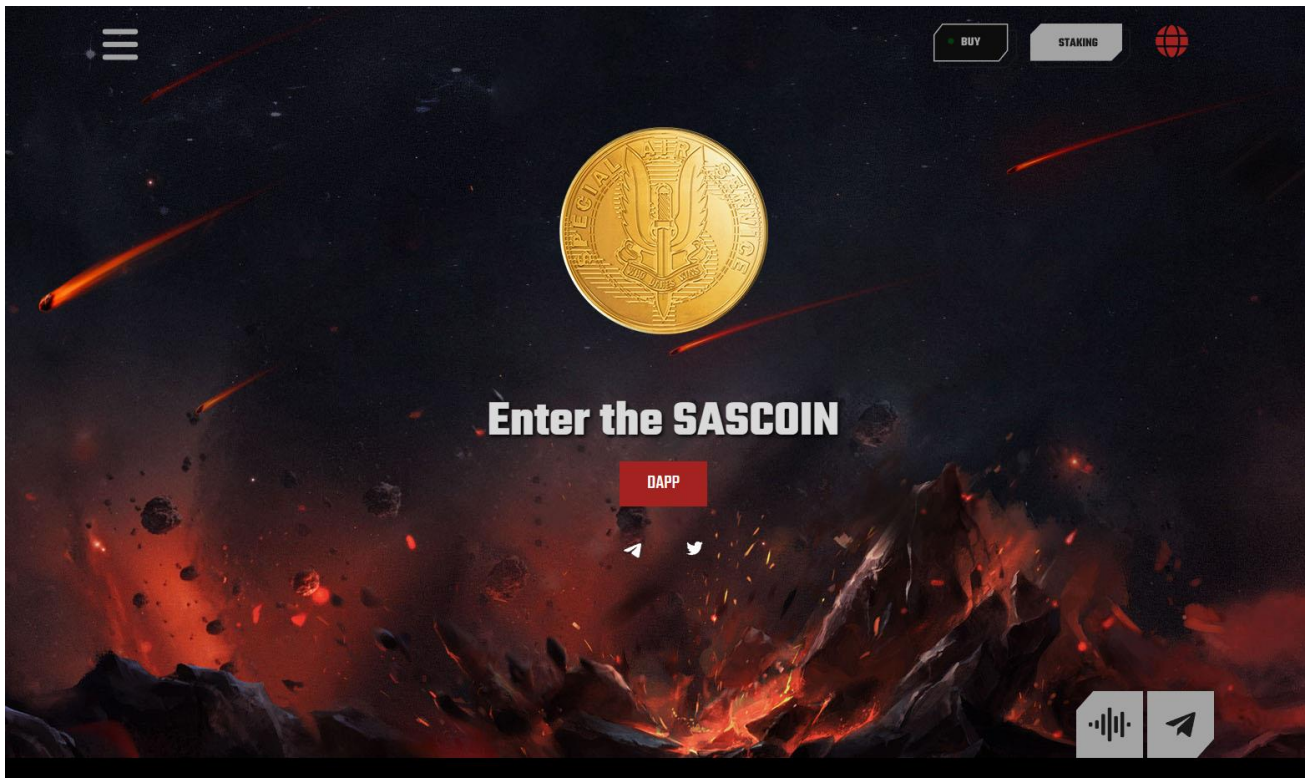 BUY
STAKING
SPECIAL AIR SERVICE
WHO DARES WINS
Enter the SASCOIN
DAPP